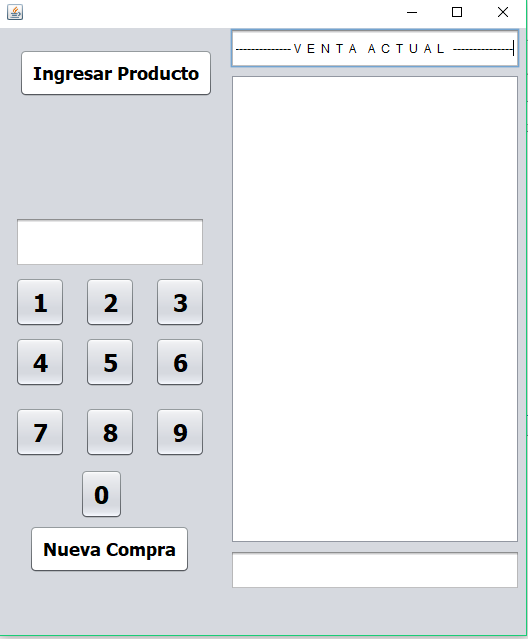 -------------- V E N T A   A C T U A L  ---------------
Ingresar Producto
1 2 3
4 5 6
7 8 9
0
Nueva Compra